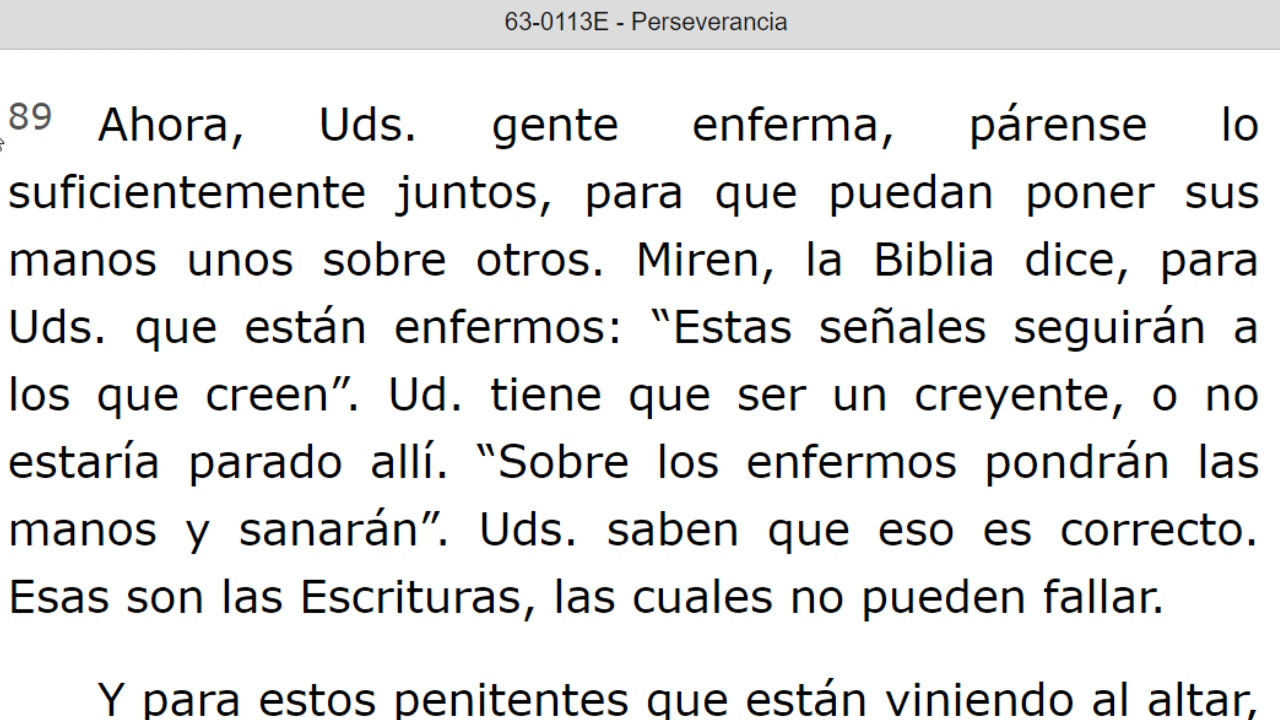 63-0113E - Perseverancia
89 Ahora, Uds. gente enferma, párense lo
suficientemente juntos, para que puedan poner sus
manos unos sobre otros. Miren, la Biblia dice, para
Uds. que están enfermos: “Estas señales seguirán a
los que creen”. Ud. tiene que ser un creyente, o no
estaría parado allí. “Sobre los enfermos pondrán las
manos y sanarán”. Uds. saben que eso es correcto.
Esas son las Escrituras, las cuales no pueden fallar.
Y para estos penitentes que están viniendo al altar,